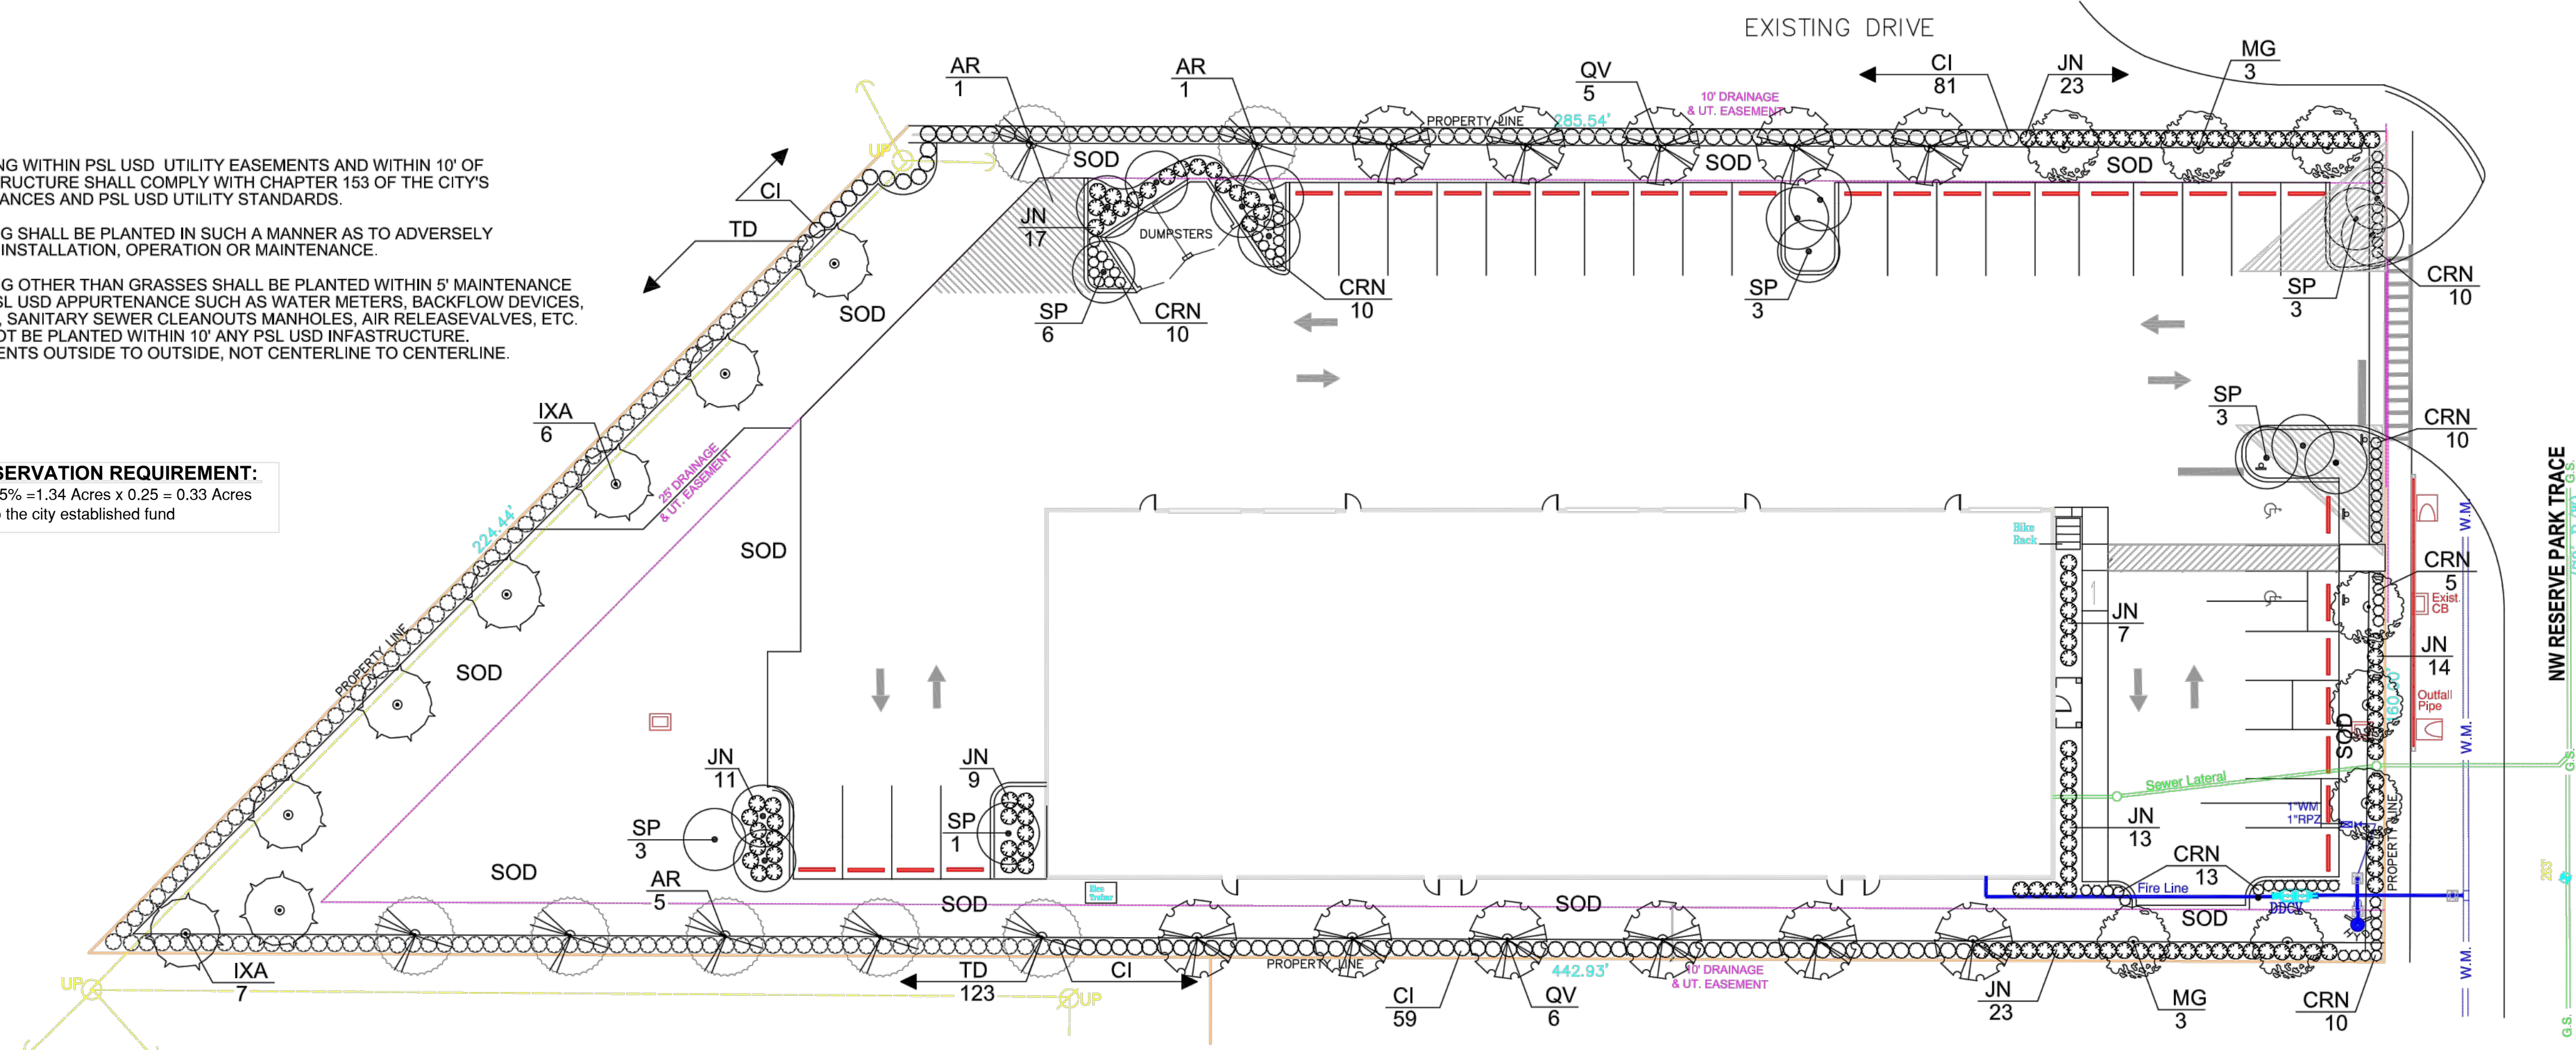 EXISTING DRIVE
AR
1
AR
1
QV
5
10' DRAINAGE
& UT. EASEMENT
CI
81
JN
23
MG
3
PROPERTY LINE
285.54'
UP
SOD
SOD
SOD
NG WITHIN PSL USD UTILITY EASEMENTS AND WITHIN 10' OF
RUCTURE SHALL COMPLY WITH CHAPTER 153 OF THE CITY'S
ANCES AND PSL USD UTILITY STANDARDS.
G SHALL BE PLANTED IN SUCH A MANNER AS TO ADVERSELY
INSTALLATION, OPERATION OR MAINTENANCE.
G OTHER THAN GRASSES SHALL BE PLANTED WITHIN 5' MAINTENANCE
SL USD APPURTENANCE SUCH AS WATER METERS, BACKFLOW DEVICES,
, SANITARY SEWER CLEANOUTS MANHOLES, AIR RELEASEVALVES, ETC.
OT BE PLANTED WITHIN 10' ANY PSL USD INFASTRUCTURE.
ENTS OUTSIDE TO OUTSIDE, NOT CENTERLINE TO CENTERLINE.
CI
TD
JN
17
DUMPSTERS
SP
6
CRN
10
CRN
10
SP
3
SP
3
CRN
10
SOD
IXA
6
SP
3
CRN
10
SERVATION REQUIREMENT:
5% =1.34 Acres x 0.25 = 0.33 Acres
the city established fund
25' DRAINAGE
& UT. EASEMENT
224.44'
SOD
Bike
Rack
W.M.
G.S.
NW RESERVE PARK TRACE
CRN
5
Exist.
CB
JN
7
JN
14
PROPERTY LINE
SOD
Outfall
Pipe
SOD
W.M.
G.S.
JN
11
JN
9
Sewer Lateral
1"WM
1"RPZ
SP
3
SP
1
JN
13
CRN
13
PROPERTY LINE
263'
SOD
AR
5
SOD
SOD
Fire Line
DDCV
SOD
IXA
7
TD
123
CI
PROPERTY LINE
442.93'
10' DRAINAGE
& UT. EASEMENT
W.M.
UP
UP
CI
59
QV
6
JN
23
MG
3
CRN
10
G.S.